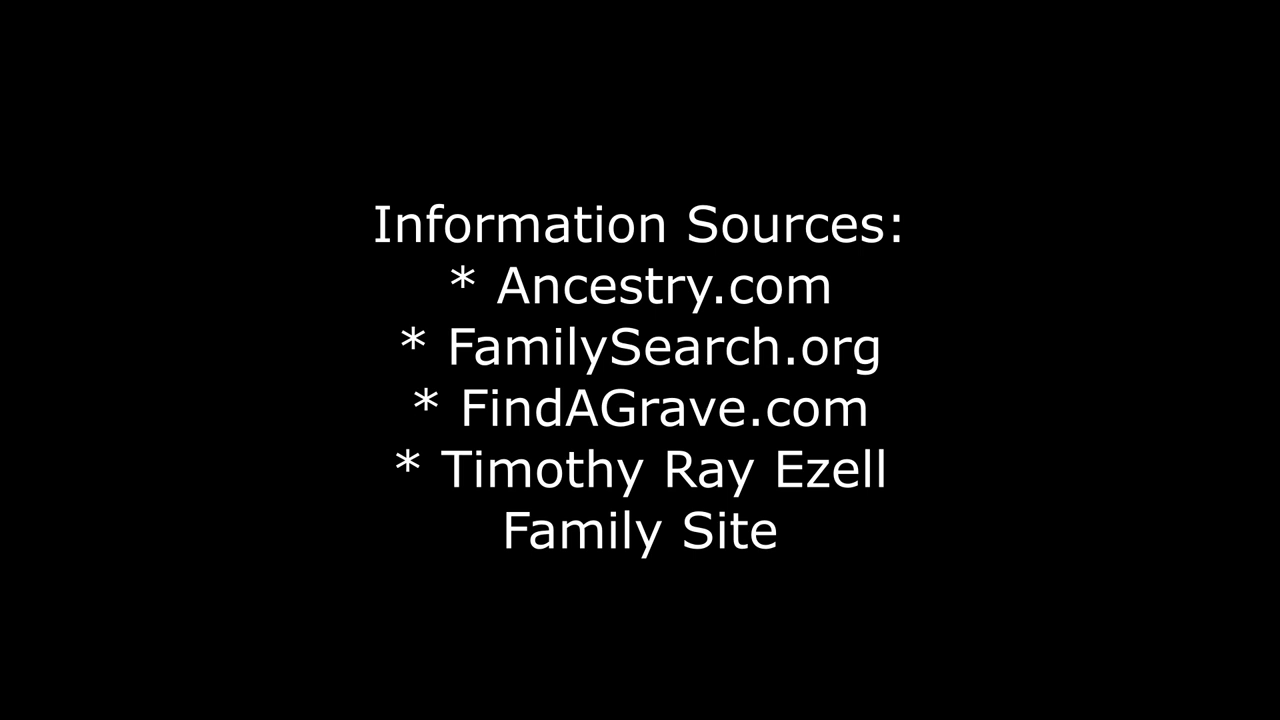 Information Sources:
* Ancestry.com
* FamilySearch.org
* FindAGrave.com
* Timothy Ray Ezell
Family Site